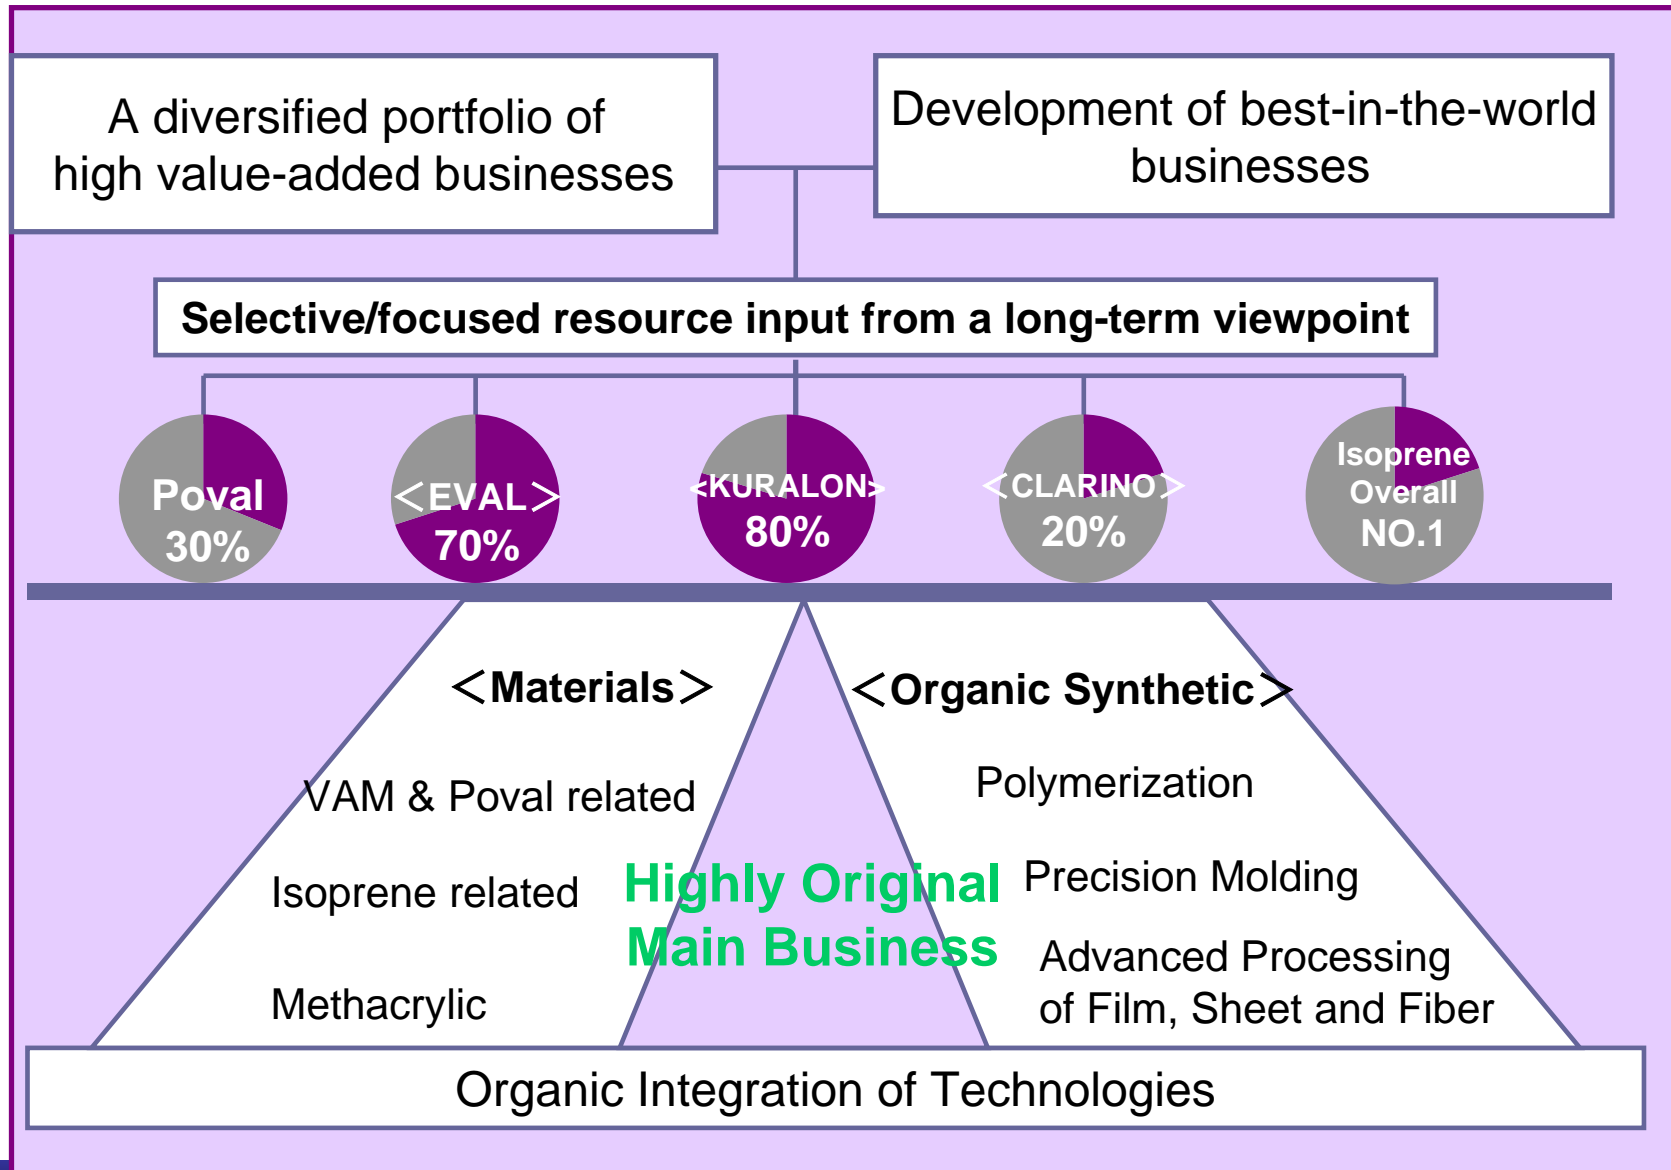 A diversified portfolio of
high value-added businesses
Development of best-in-the-world
businesses
Selective/focused resource input from a long-term viewpoint
Poval
30%
＜EVAL＞
70%
<KURALON>
80%
＜CLARINO＞
20%
Isoprene
Overall
NO.1
＜Materials＞
VAM & Poval related
Isoprene related
Methacrylic
Highly Original
Main Business
＜Organic Synthetic＞
Polymerization
Precision Molding
Advanced Processing
of Film, Sheet and Fiber
Organic Integration of Technologies